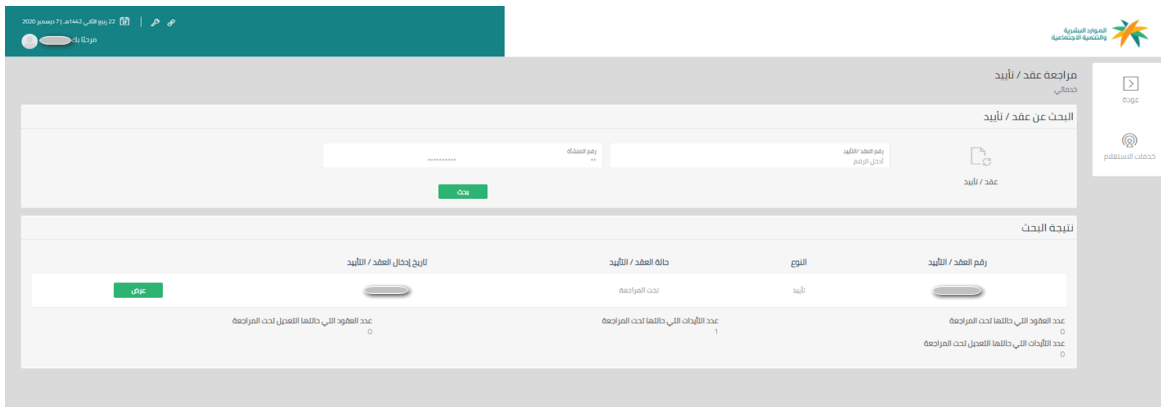 الموارد البشرية
والتنمية الاجتماعية
22 ربيع الثاني 1442هـ | 7 ديسمبر 2020
مرحبًا بك
عودة
خدمات الاستعلام
مراجعة عقد / تأييد
خدماتي
البحث عن عقد / تأييد
عقد / تأييد
رقم العقد /التأييد
أدخل الرقم
رقم المنشأة
** **********
بحث
نتيجة البحث
رقم العقد / التأييد النوع حالة العقد / التأييد تاريخ إدخال العقد / التأييد
تأييد تحت المراجعة عرض
عدد العقود التي حالتها تحت المراجعة عدد التأيدات التي حالتها تحت المراجعة عدد العقود التي حالتها التعديل تحت المراجعة
0 1 0
عدد التأيدات التي حالتها التعديل تحت المراجعة
0